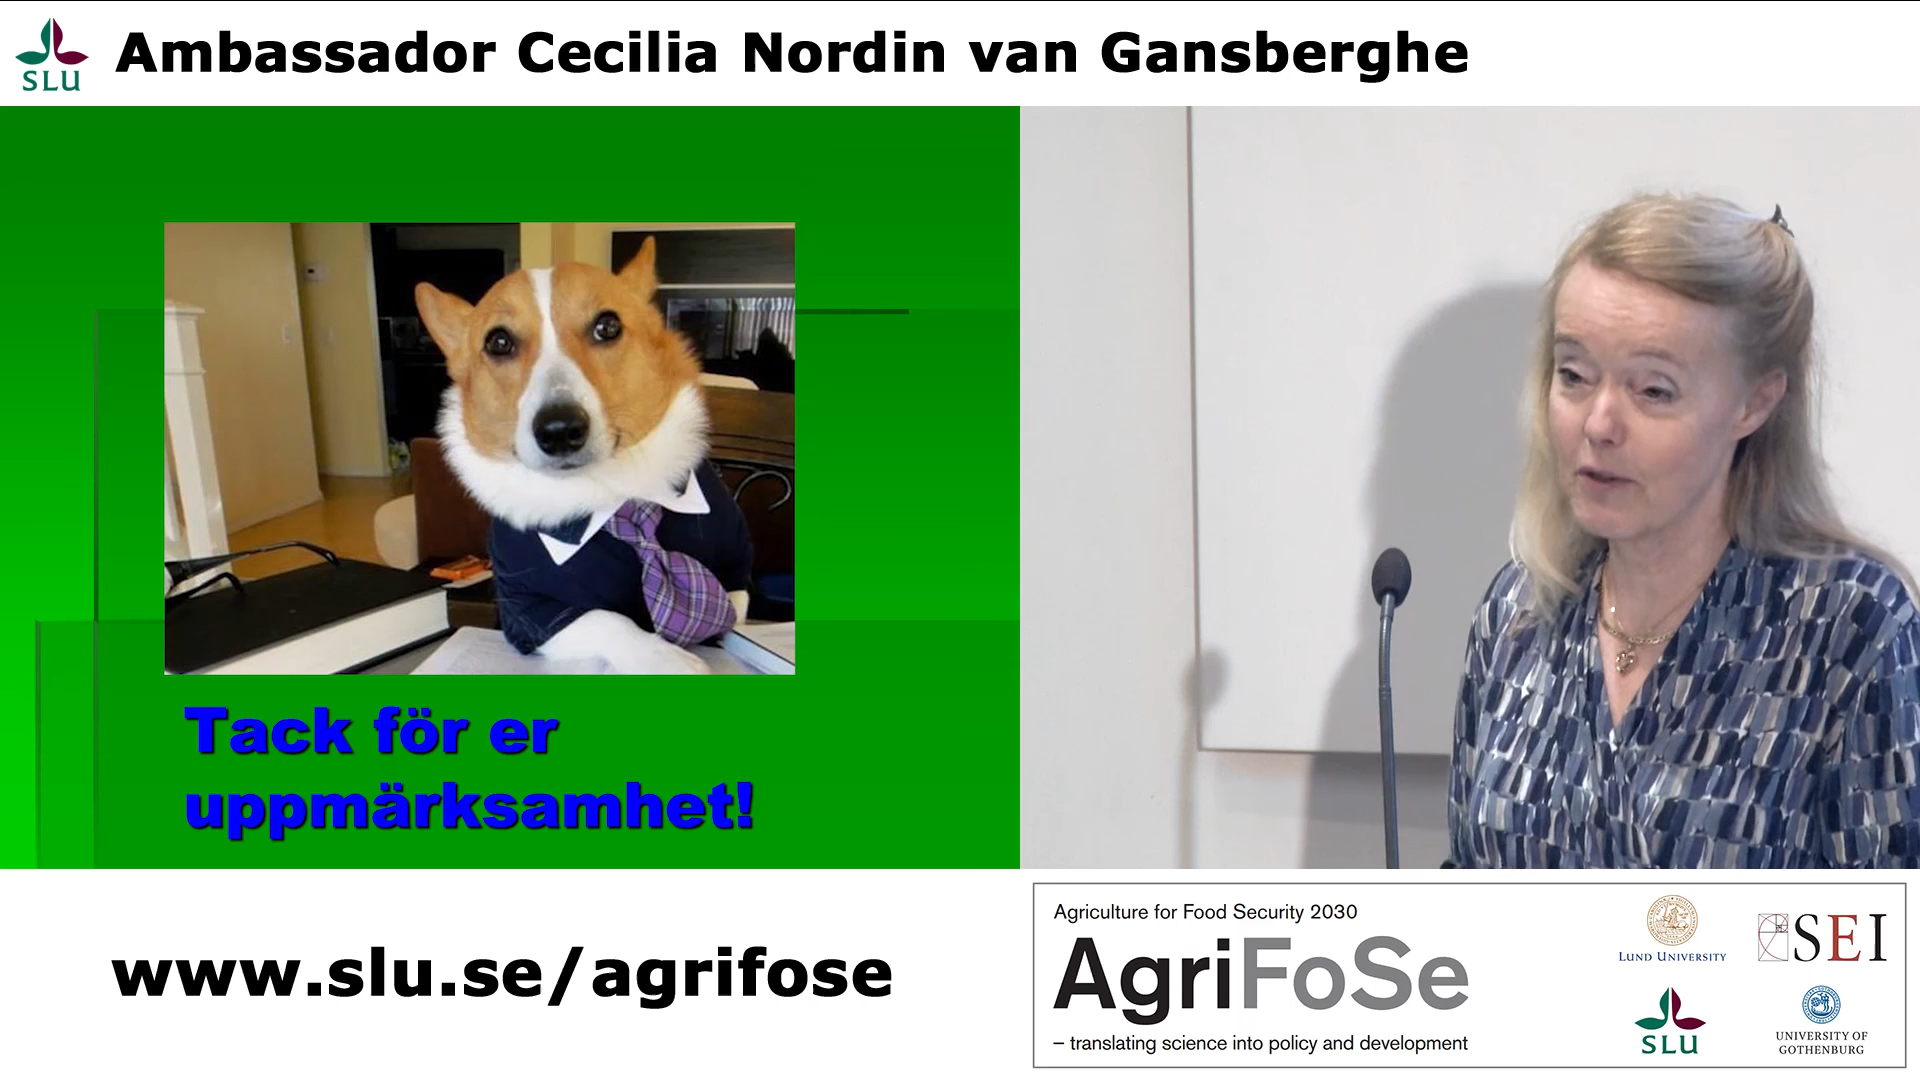 SLU
Ambassador Cecilia Nordin van Gansberghe
Tack för er
uppmärksamhet!
www.slu.se/agrifose
Agriculture for Food Security 2030
AgriFoSe
– translating science into policy and development
LUND UNIVERSITY
SEI
SLU
UNIVERSITY OF
GOTHENBURG